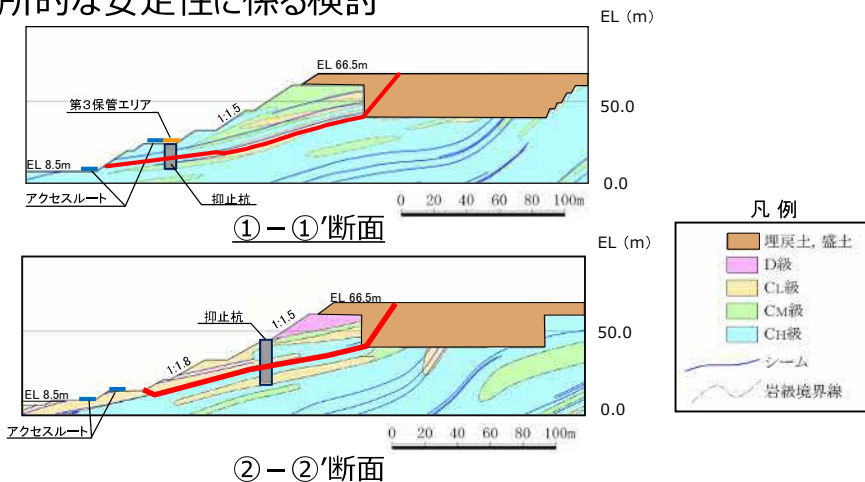 所的な安定性に係る検討
EL (m)
EL 66.5m
第3保管エリア
1:1.5
50.0
EL 8.5m
0.0
アクセスルート
抑止杭
0 20 40 60 80 100m
①－①′断面
凡 例
埋戻土, 盛土
D級
CL級
CM級
CH級
シーム
岩級境界線
EL (m)
EL 66.5m
抑止杭
1:1.5
50.0
1:1.8
EL 8.5m
0.0
アクセスルート
0 20 40 60 80 100m
②－②′断面